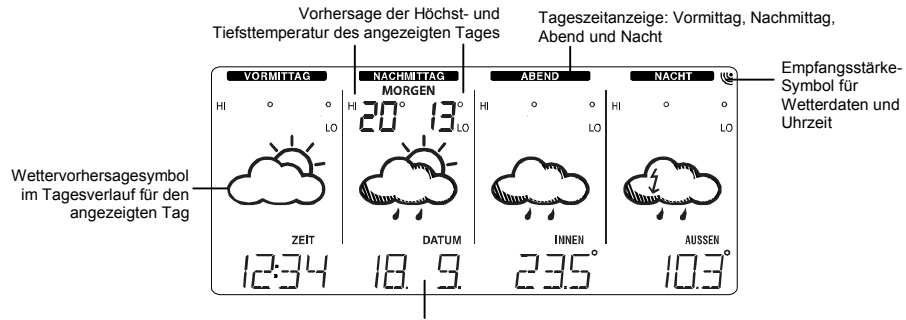 Vorhersage der Höchst- und
Tiefsttemperatur des angezeigten Tages
Tageszeitanzeige: Vormittag, Nachmittag,
Abend und Nacht
Empfangsstärke-
Symbol für
Wetterdaten und
Uhrzeit
VORMITTAG NACHMITTAG ABEND NACHT
MORGEN
HI ° ° HI 20° 13° HI ° ° HI ° °
LO LO LO LO
Wettervorhersagesymbol
im Tagesverlauf für den
angezeigten Tag
ZEIT DATUM INNEN AUSSEN
12:34 18. 9. 23.5° 10.3°